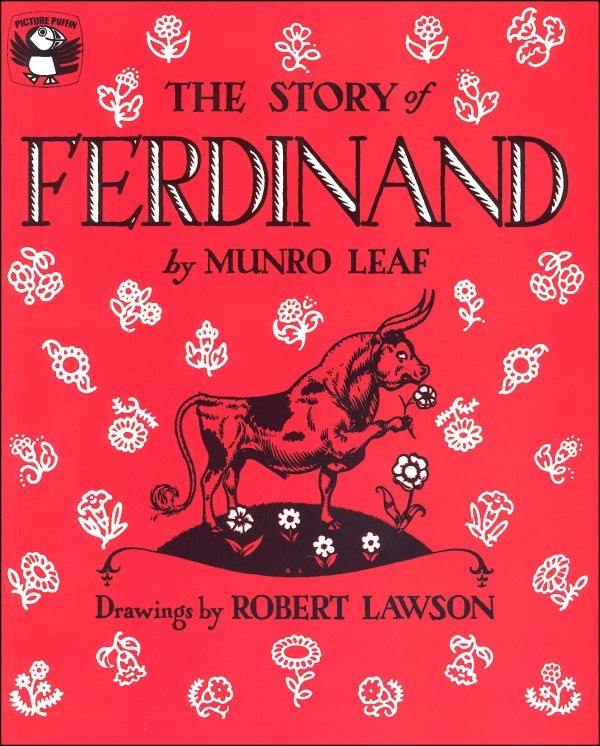 PICTURE PUFFIN
THE STORY of
FERDINAND
by MUNRO LEAF
R L
Drawings by ROBERT LAWSON